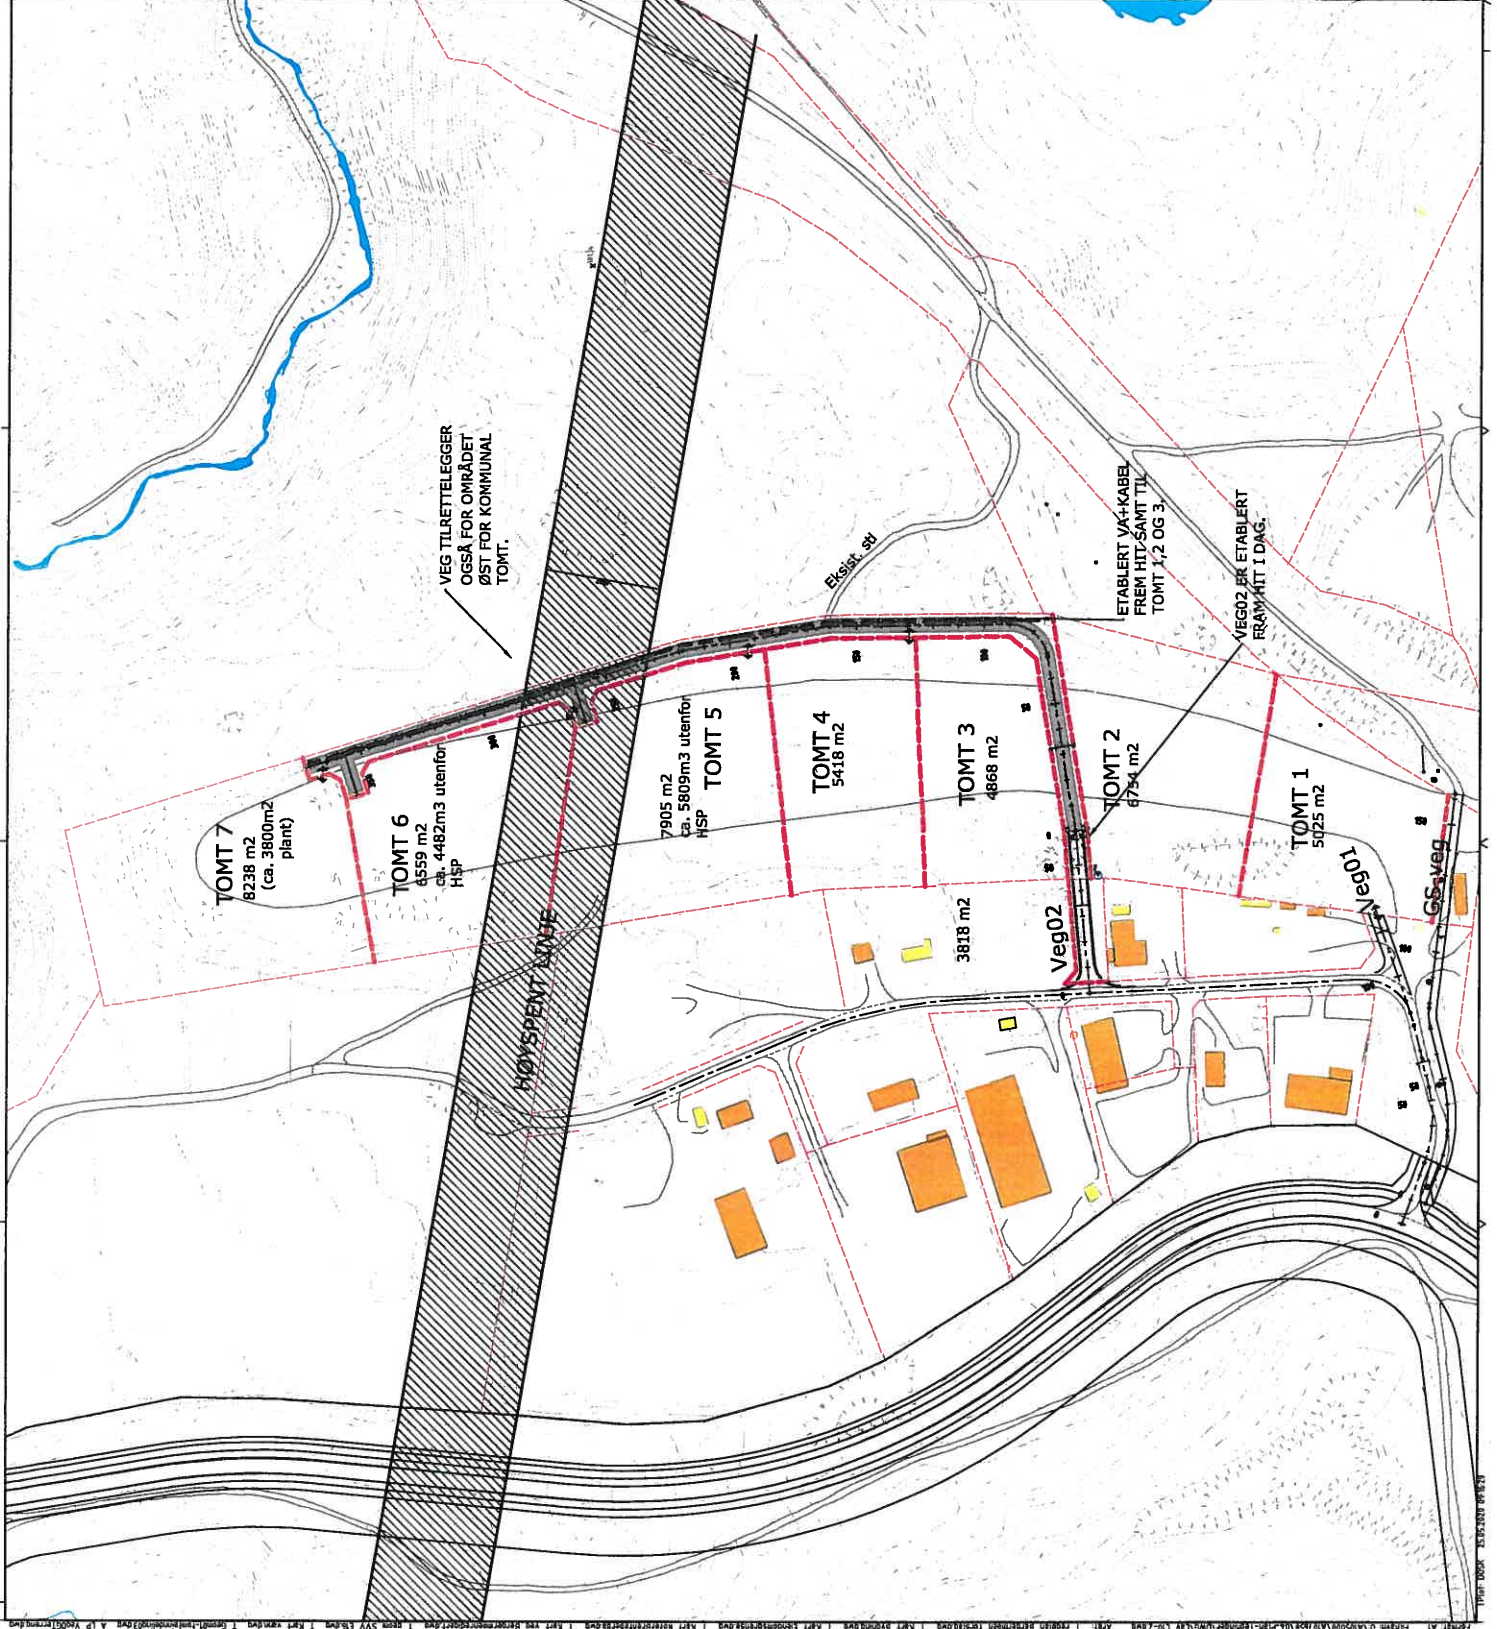 VEG TILRETTELEGGER
OGSÅ FOR OMRÅDET
ØST FOR KOMMUNAL
TOMT.
TOMT 7
8238 m2
(ca. 3800m2
plant)
TOMT 6
6559 m2
ca. 4482m3 utenfor
HSP
HØYSPENT LINJE
7905 m2
ca. 5809m3 utenfor
HSP
TOMT 5
TOMT 4
5418 m2
TOMT 3
4868 m2
3818 m2
Eksist. sti
ETABLERT VA+KABEL
FREM HIT SAMT TIL
TOMT 1,2 OG 3.
VEG02 ER ETABLERT
FRAM HIT I DAG.
TOMT 2
6754 m2
Veg02
TOMT 1
5025 m2
Veg01
GS-veg